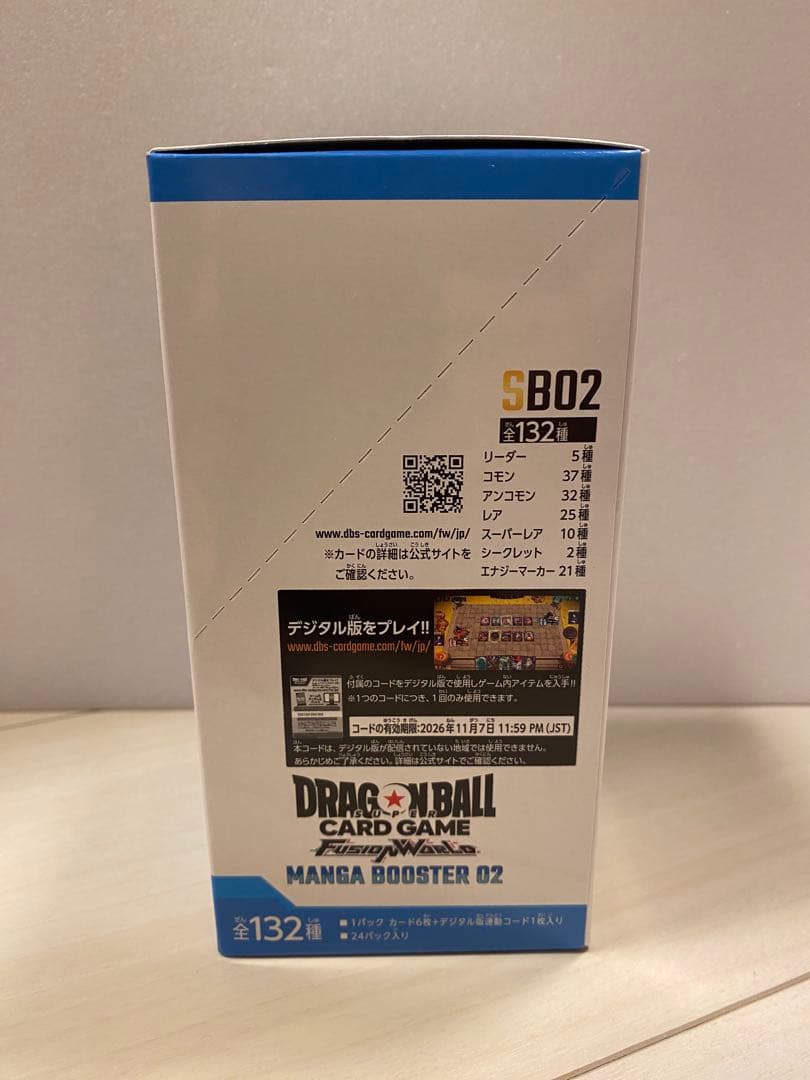 SB02
全132種
リーダー 5種
コモン 37種
アンコモン 32種
レア 25種
スーパーレア 10種
シークレット 2種
エナジーマーカー 21種
www.dbs-cardgame.com/fw/jp/
※カードの詳細は公式サイトを
ご確認ください。
デジタル版をプレイ!!
www.dbs-cardgame.com/fw/jp/
付属のコードをデジタル版で使用しゲーム内アイテムを入手!!
※1つのコードにつき、1回のみ使用できます。
コードの有効期限:2026年11月7日 11:59 PM (JST)
本コードは、デジタル版が配信されていない地域では使用できません。
あらかじめご了承ください。詳細は公式サイトでご確認ください。
DRAGON BALL
SUPER
CARD GAME
FUSION WORLD
MANGA BOOSTER 02
全132種
■ 1パック カード6枚+デジタル版連動コード1枚入り
■ 24パック入り